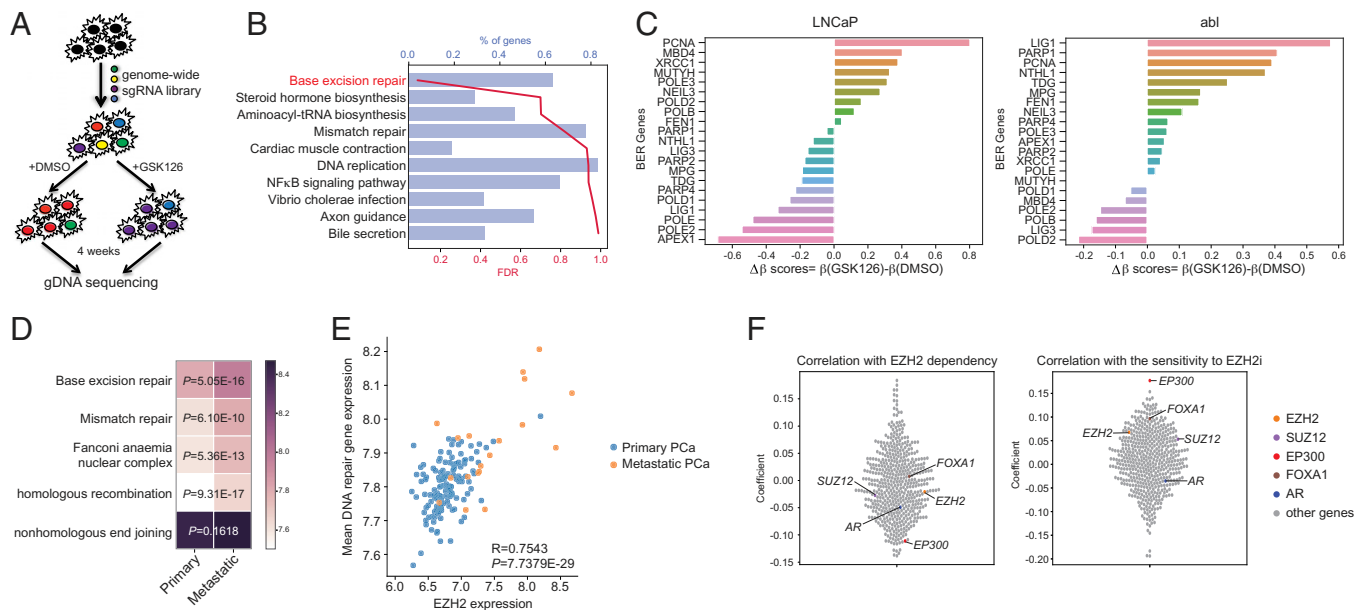 A
genome-wide
sgRNA library
+DMSO
+GSK126
4 weeks
gDNA sequencing
B
% of genes
0.0 0.2 0.4 0.6 0.8
Base excision repair
Steroid hormone biosynthesis
Aminoacyl-tRNA biosynthesis
Mismatch repair
Cardiac muscle contraction
DNA replication
NFκB signaling pathway
Vibrio cholerae infection
Axon guidance
Bile secretion
0.2 0.4 0.6 0.8 1.0
FDR
C
LNCaP
BER Genes
PCNA
MBD4
XRCC1
MUTYH
POLE3
NEIL3
POLD2
POLB
FEN1
PARP1
NTHL1
LIG3
PARP2
MPG
TDG
PARP4
POLD1
LIG1
POLE
POLE2
APEX1
-0.6 -0.4 -0.2 0.0 0.2 0.4 0.6 0.8
Δβ scores= β(GSK126)-β(DMSO)
abl
BER Genes
LIG1
PARP1
PCNA
NTHL1
TDG
MPG
FEN1
NEIL3
PARP4
POLE3
APEX1
PARP2
XRCC1
POLE
MUTYH
POLD1
MBD4
POLE2
POLB
LIG3
POLD2
-0.2 -0.1 0.0 0.1 0.2 0.3 0.4 0.5 0.6
Δβ scores= β(GSK126)-β(DMSO)
D
Base excision repair P=5.05E-16
Mismatch repair P=6.10E-10
Fanconi anaemia
nuclear complex P=5.36E-13
homologous recombination P=9.31E-17
nonhomologous end joining P=0.1618
Primary
Metastatic
8.4
8.2
8.0
7.8
7.6
E
Mean DNA repair gene expression
8.2
8.1
8.0
7.9
7.8
7.7
7.6
Primary PCa
Metastatic PCa
R=0.7543
P=7.7379E-29
6.0 6.5 7.0 7.5 8.0 8.5
EZH2 expression
F
Correlation with EZH2 dependency
Coefficient
0.15
0.10
0.05
0.00
-0.05
-0.10
-0.15
FOXA1
SUZ12
EZH2
AR
EP300
Correlation with the sensitivity to EZH2i
Coefficient
0.15
0.10
0.05
0.00
-0.05
-0.10
-0.15
-0.20
EP300
FOXA1
EZH2
SUZ12
AR
EZH2
SUZ12
EP300
FOXA1
AR
other genes